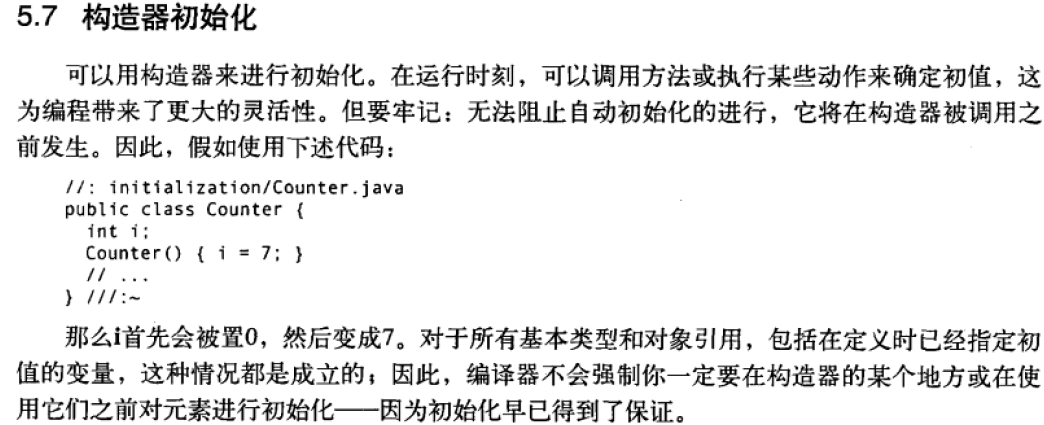 5.7 构造器初始化
可以用构造器来进行初始化。在运行时刻，可以调用方法或执行某些动作来确定初值，这
为编程带来了更大的灵活性。但要牢记：无法阻止自动初始化的进行，它将在构造器被调用之
前发生。因此，假如使用下述代码：
//: initialization/Counter.java
public class Counter {
int i;
Counter() { i = 7; }
// ...
} ///:~
那么i首先会被置0，然后变成7。对于所有基本类型和对象引用，包括在定义时已经指定初
值的变量，这种情况都是成立的；因此，编译器不会强制你一定要在构造器的某个地方或在使
用它们之前对元素进行初始化——因为初始化早已得到了保证。